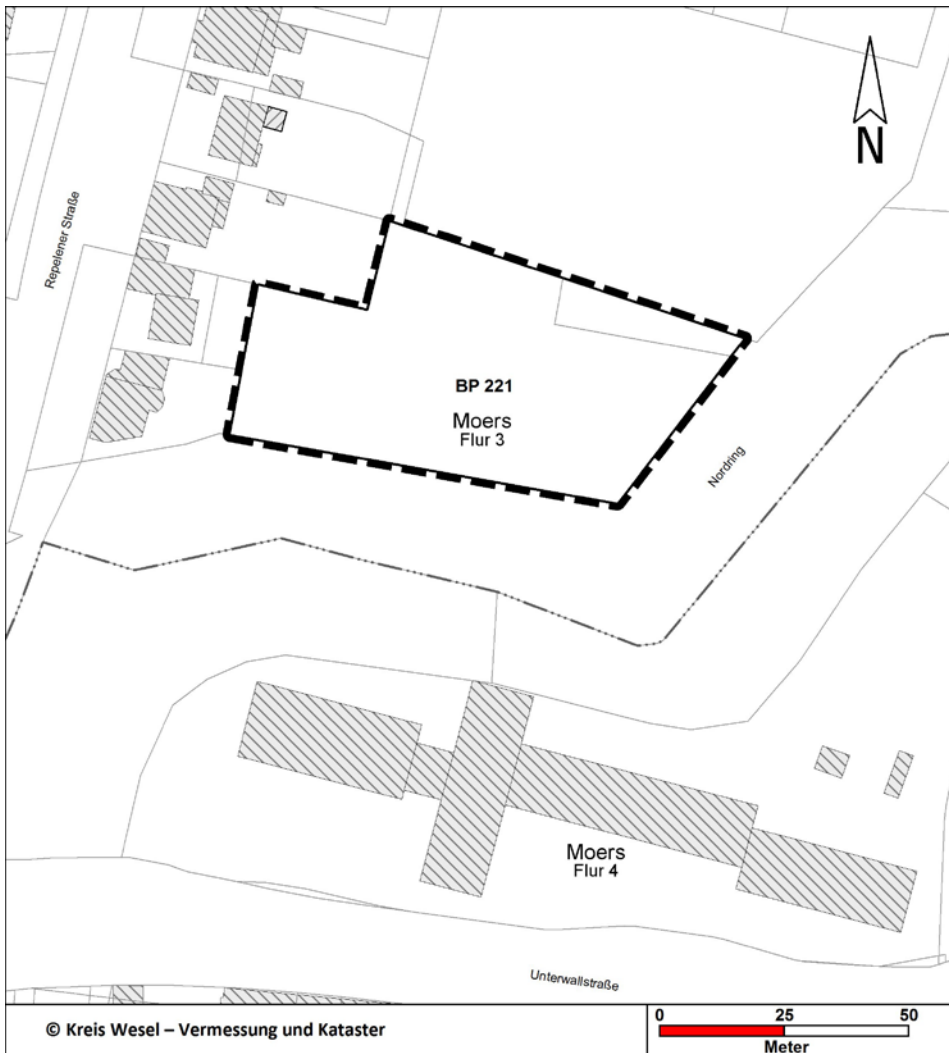 N
Repelener Straße
BP 221
Moers
Flur 3
Nordring
Moers
Flur 4
Unterwallstraße
© Kreis Wesel – Vermessung und Kataster
0 25 50
Meter